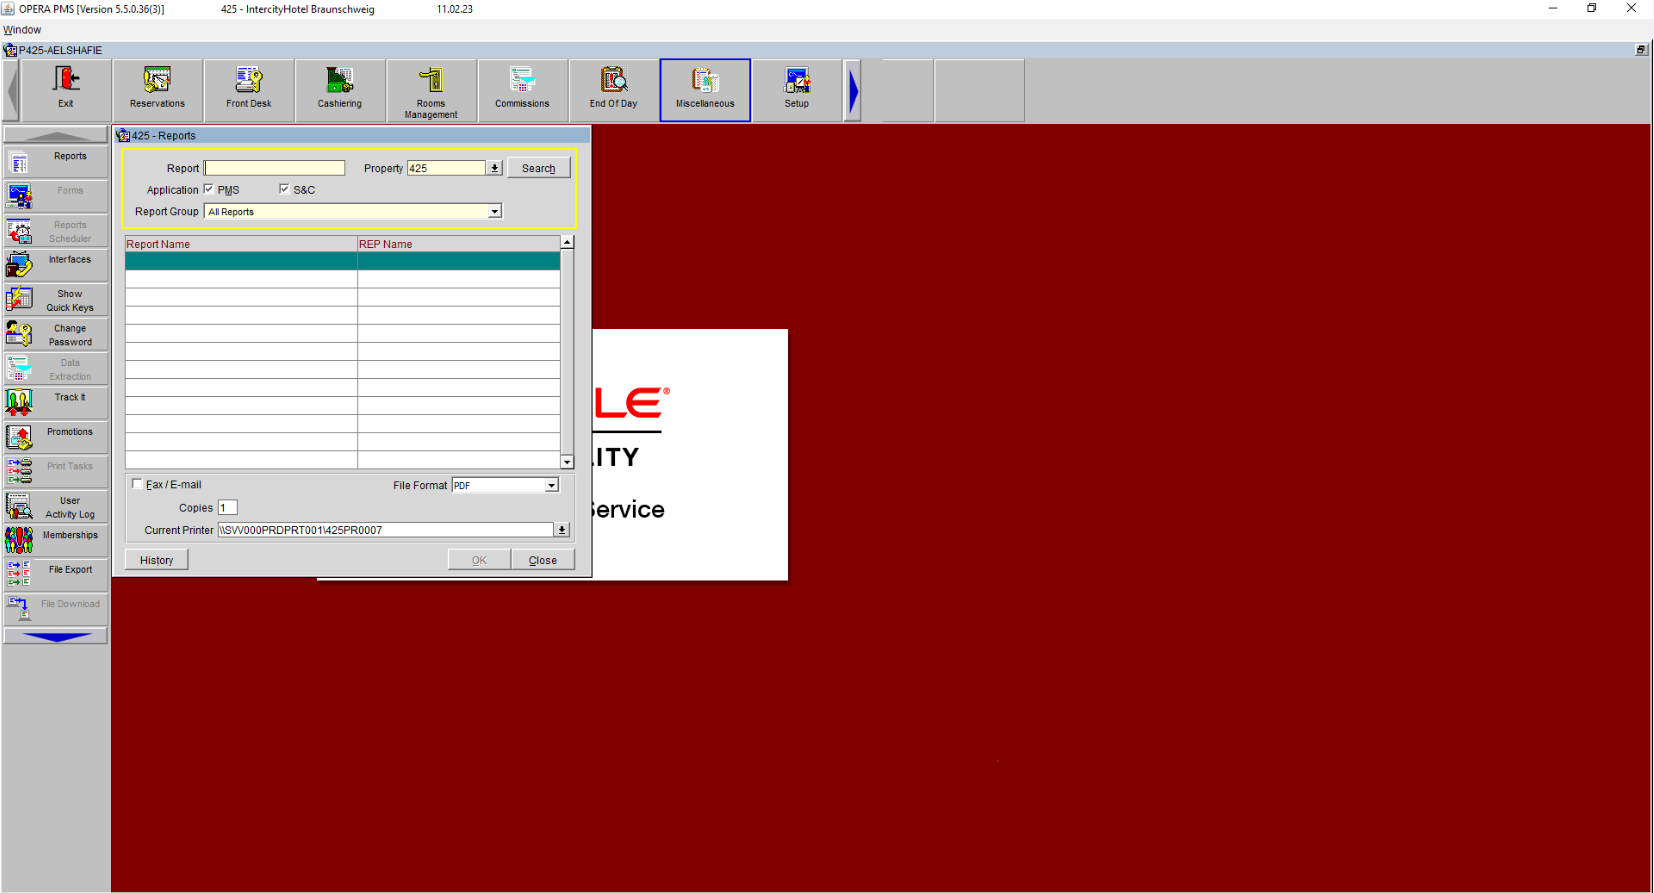 OPERA PMS [Version 5.5.0.36(3)] 425 - IntercityHotel Braunschweig 11.02.23
Window
P425-AELSHAFIE
Exit
Reservations
Front Desk
Cashiering
Rooms
Management
Commissions
End Of Day
Miscellaneous
Setup
Reports
Forms
Reports
Scheduler
Interfaces
Show
Quick Keys
Change
Password
Data
Extraction
Track It
Promotions
Print Tasks
User
Activity Log
Memberships
File Export
File Download
425 - Reports
Report Property 425 Search
Application PMS S&C
Report Group All Reports
Report Name REP Name
Fax / E-mail File Format PDF
Copies 1
Current Printer \\SVV000PRDPRT001\425PR0007
History OK Close
LE®
LITY
Service